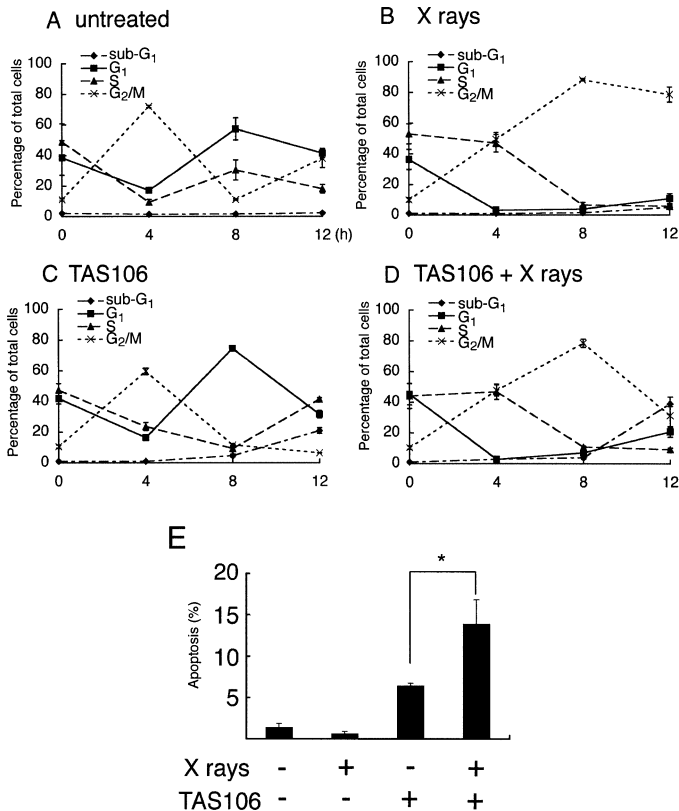 A untreated
B X rays
Percentage of total cells
100
80
60
40
20
0
sub-G₁
G₁
S
G₂/M
0 4 8 12 (h)
Percentage of total cells
100
80
60
40
20
0
sub-G₁
G₁
S
G₂/M
0 4 8 12
C TAS106
D TAS106 + X rays
Percentage of total cells
100
80
60
40
20
0
sub-G₁
G₁
S
G₂/M
0 4 8 12
Percentage of total cells
100
80
60
40
20
0
sub-G₁
G₁
S
G₂/M
0 4 8 12
E
Apoptosis (%)
20
15
10
5
*
X rays - + - +
TAS106 - - + +